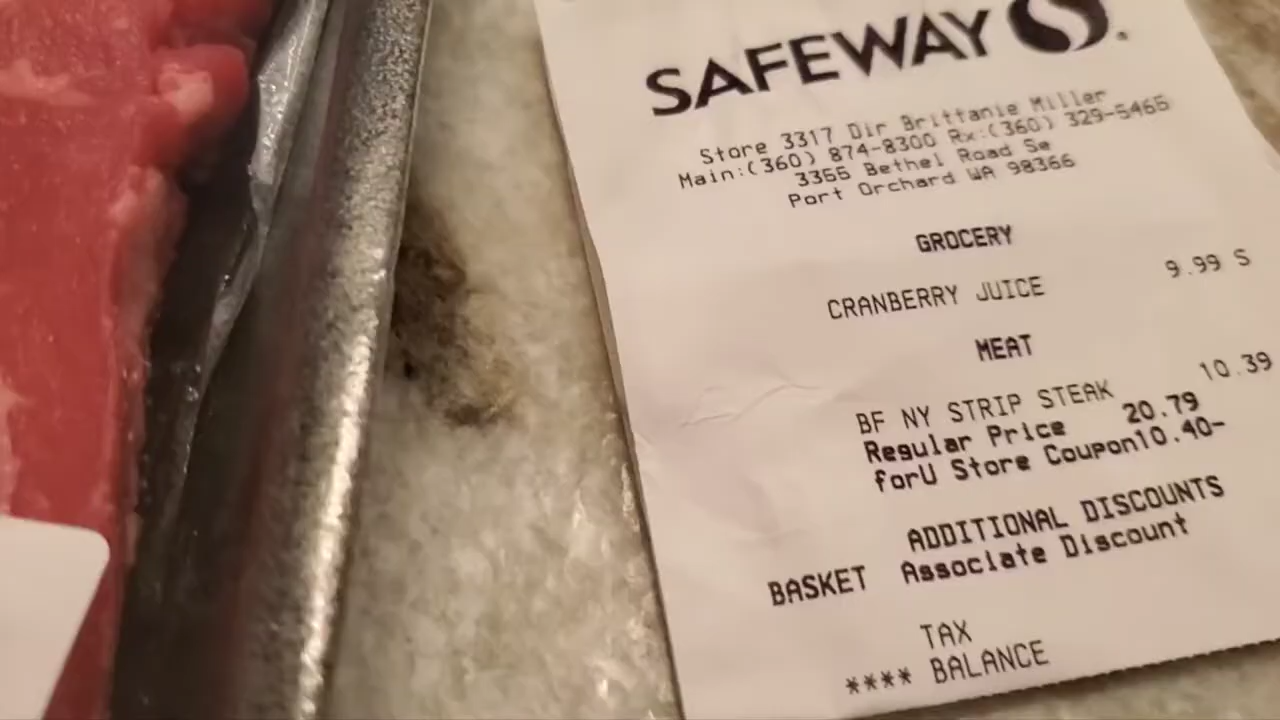 SAFEWAY
Store 3317 Dir Brittanie Miller
Main:(360) 874-8300 Rx:(360) 329-5465
3355 Bethel Road Se
Port Orchard WA 98366
GROCERY
CRANBERRY JUICE 9.99 S
MEAT
BF NY STRIP STEAK 10.39
Regular Price 20.79
forU Store Coupon10.40-
ADDITIONAL DISCOUNTS
BASKET Associate Discount
TAX
**** BALANCE